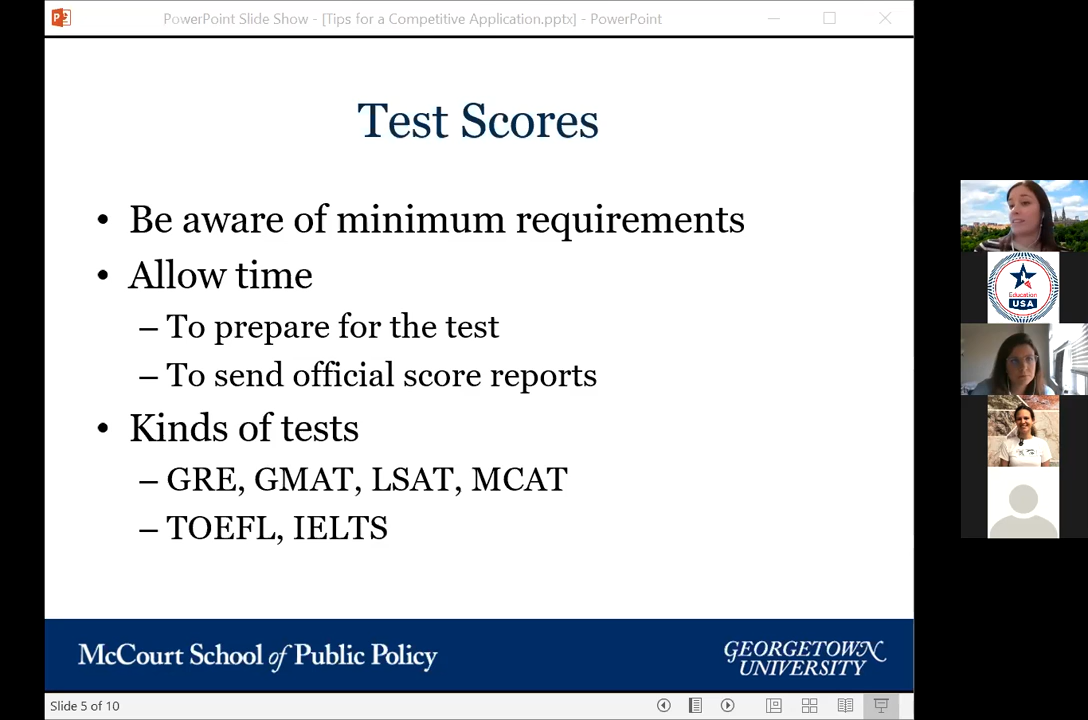 PowerPoint Slide Show - [Tips for a Competitive Application.pptx] - PowerPoint
Test Scores
• Be aware of minimum requirements
• Allow time
– To prepare for the test
– To send official score reports
• Kinds of tests
– GRE, GMAT, LSAT, MCAT
– TOEFL, IELTS
McCourt School of Public Policy
GEORGETOWN
UNIVERSITY
Slide 5 of 10
Education
USA